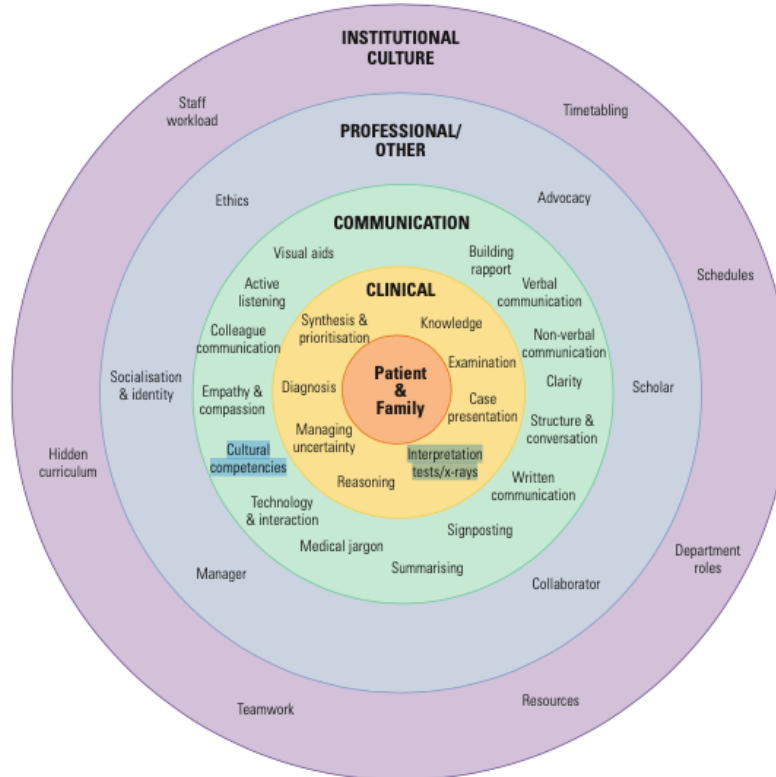 INSTITUTIONAL
CULTURE
Staff
workload
Timetabling
PROFESSIONAL/
OTHER
Ethics
Advocacy
COMMUNICATION
Visual aids
Building
rapport
Active
listening
Verbal
communication
Schedules
CLINICAL
Synthesis &
prioritisation
Knowledge
Colleague
communication
Non-verbal
communication
Examination
Patient
&
Family
Socialisation
& identity
Empathy &
compassion
Diagnosis
Case
presentation
Clarity
Scholar
Structure &
conversation
Managing
uncertainty
Hidden
curriculum
Cultural
competencies
Interpretation
tests/x-rays
Reasoning
Written
communication
Technology
& interaction
Signposting
Medical jargon
Summarising
Department
roles
Manager
Collaborator
Teamwork
Resources